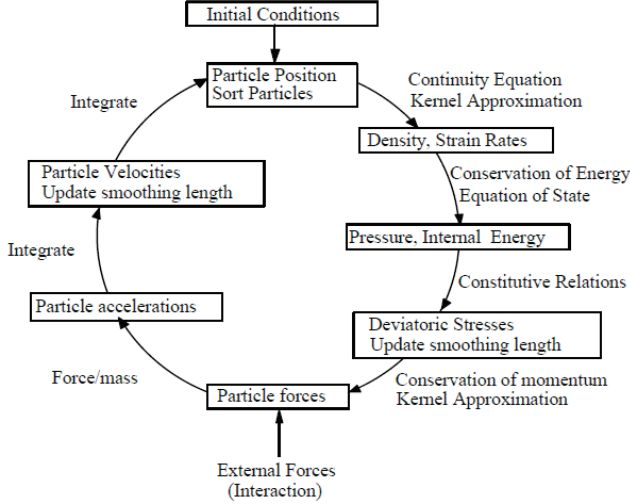 Initial Conditions
Particle Position
Sort Particles
Continuity Equation
Kernel Approximation
Integrate
Density, Strain Rates
Particle Velocities
Update smoothing length
Conservation of Energy
Equation of State
Pressure, Internal Energy
Integrate
Constitutive Relations
Particle accelerations
Deviatoric Stresses
Update smoothing length
Force/mass
Conservation of momentum
Kernel Approximation
Particle forces
External Forces
(Interaction)